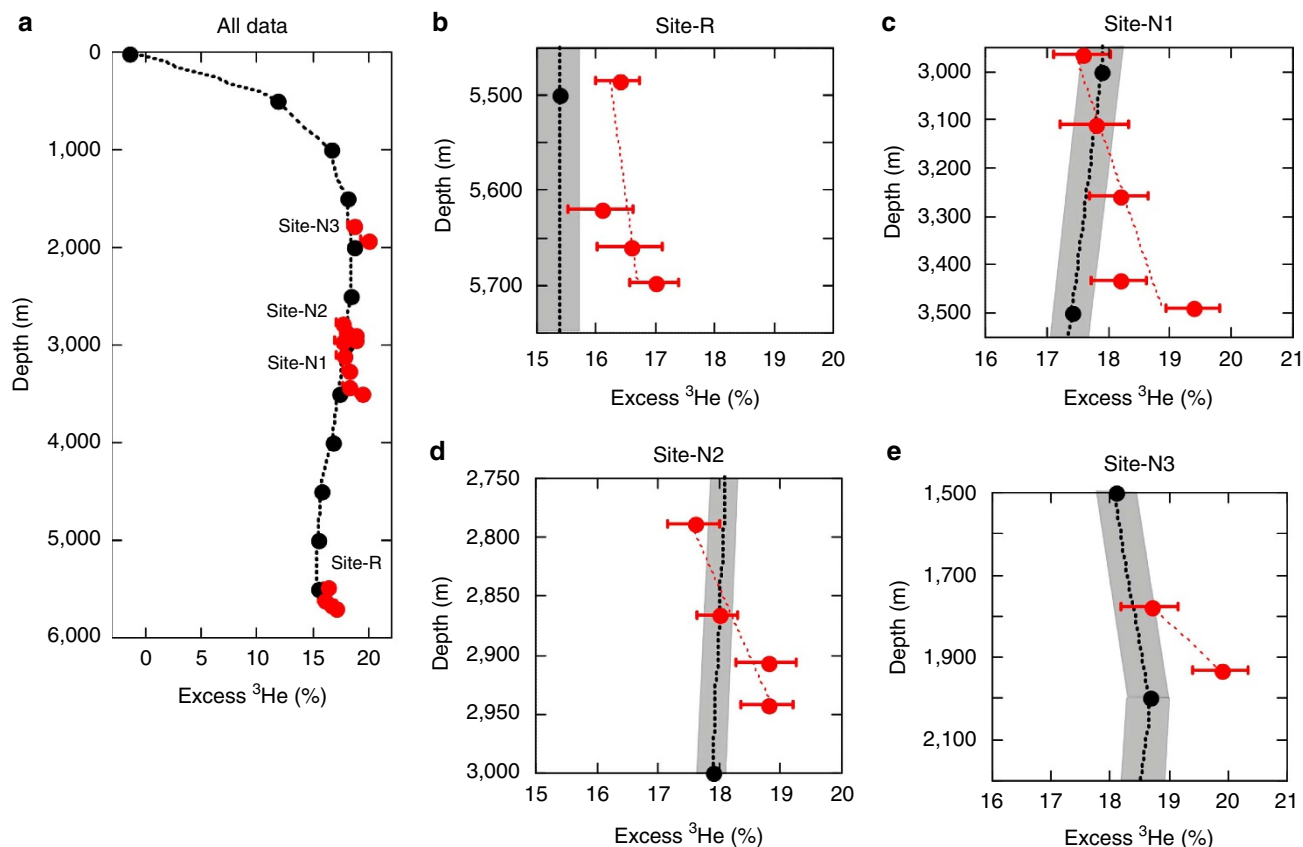 a
All data
0
1,000
2,000
3,000
4,000
5,000
6,000
Depth (m)
Site-N3
Site-N2
Site-N1
Site-R
0 5 10 15 20
Excess ³He (%)
b
Site-R
5,500
5,600
5,700
Depth (m)
15 16 17 18 19 20
Excess ³He (%)
c
Site-N1
3,000
3,100
3,200
3,300
3,400
3,500
Depth (m)
16 17 18 19 20 21
Excess ³He (%)
d
Site-N2
2,750
2,800
2,850
2,900
2,950
3,000
Depth (m)
15 16 17 18 19 20
Excess ³He (%)
e
Site-N3
1,500
1,700
1,900
2,100
Depth (m)
16 17 18 19 20 21
Excess ³He (%)